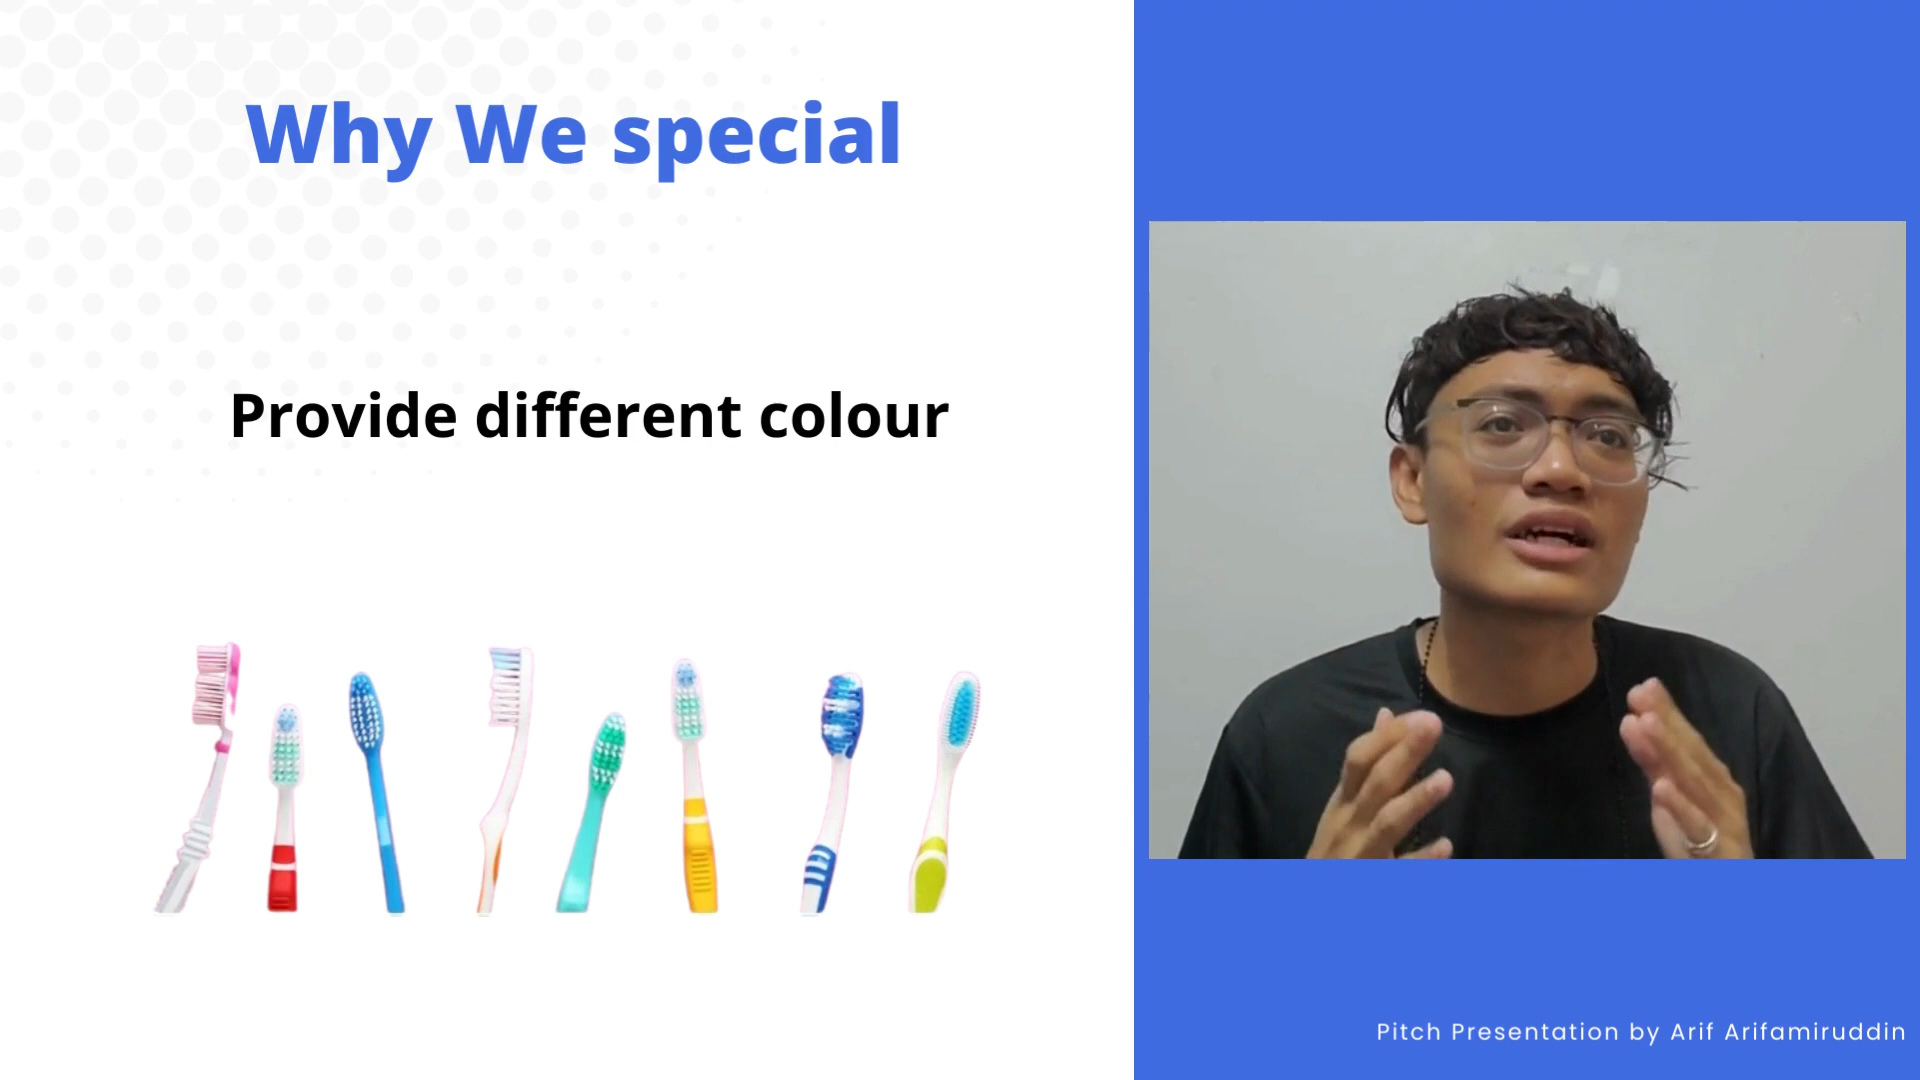 Why We special
Provide different colour
Pitch Presentation by Arif Arifamiruddin